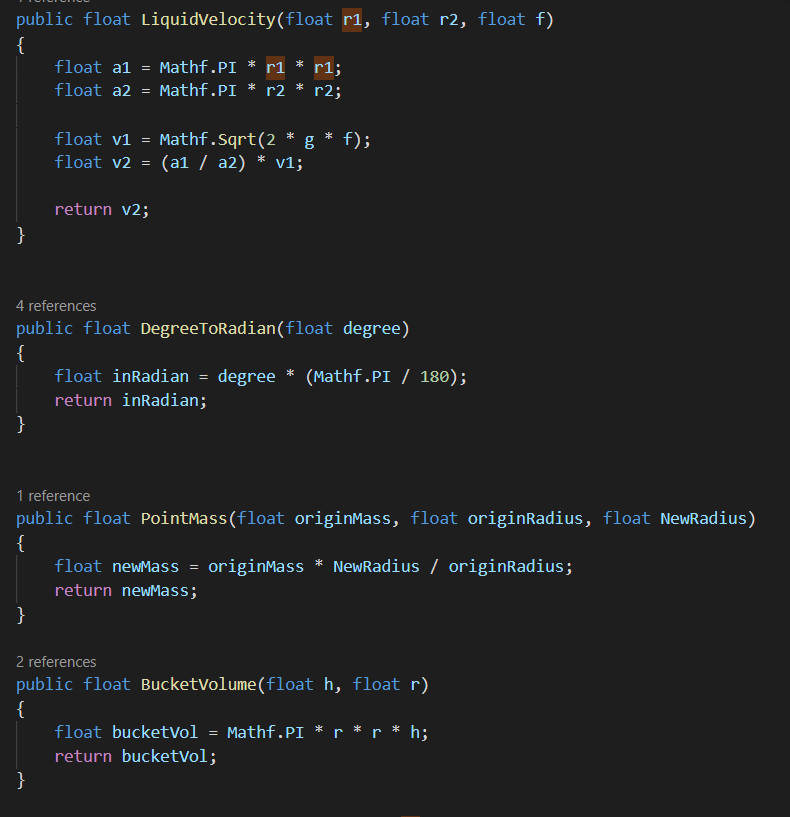 public float LiquidVelocity(float r1, float r2, float f)
{
float a1 = Mathf.PI * r1 * r1;
float a2 = Mathf.PI * r2 * r2;
float v1 = Mathf.Sqrt(2 * g * f);
float v2 = (a1 / a2) * v1;
return v2;
}
4 references
public float DegreeToRadian(float degree)
{
float inRadian = degree * (Mathf.PI / 180);
return inRadian;
}
1 reference
public float PointMass(float originMass, float originRadius, float NewRadius)
{
float newMass = originMass * NewRadius / originRadius;
return newMass;
}
2 references
public float BucketVolume(float h, float r)
{
float bucketVol = Mathf.PI * r * r * h;
return bucketVol;
}